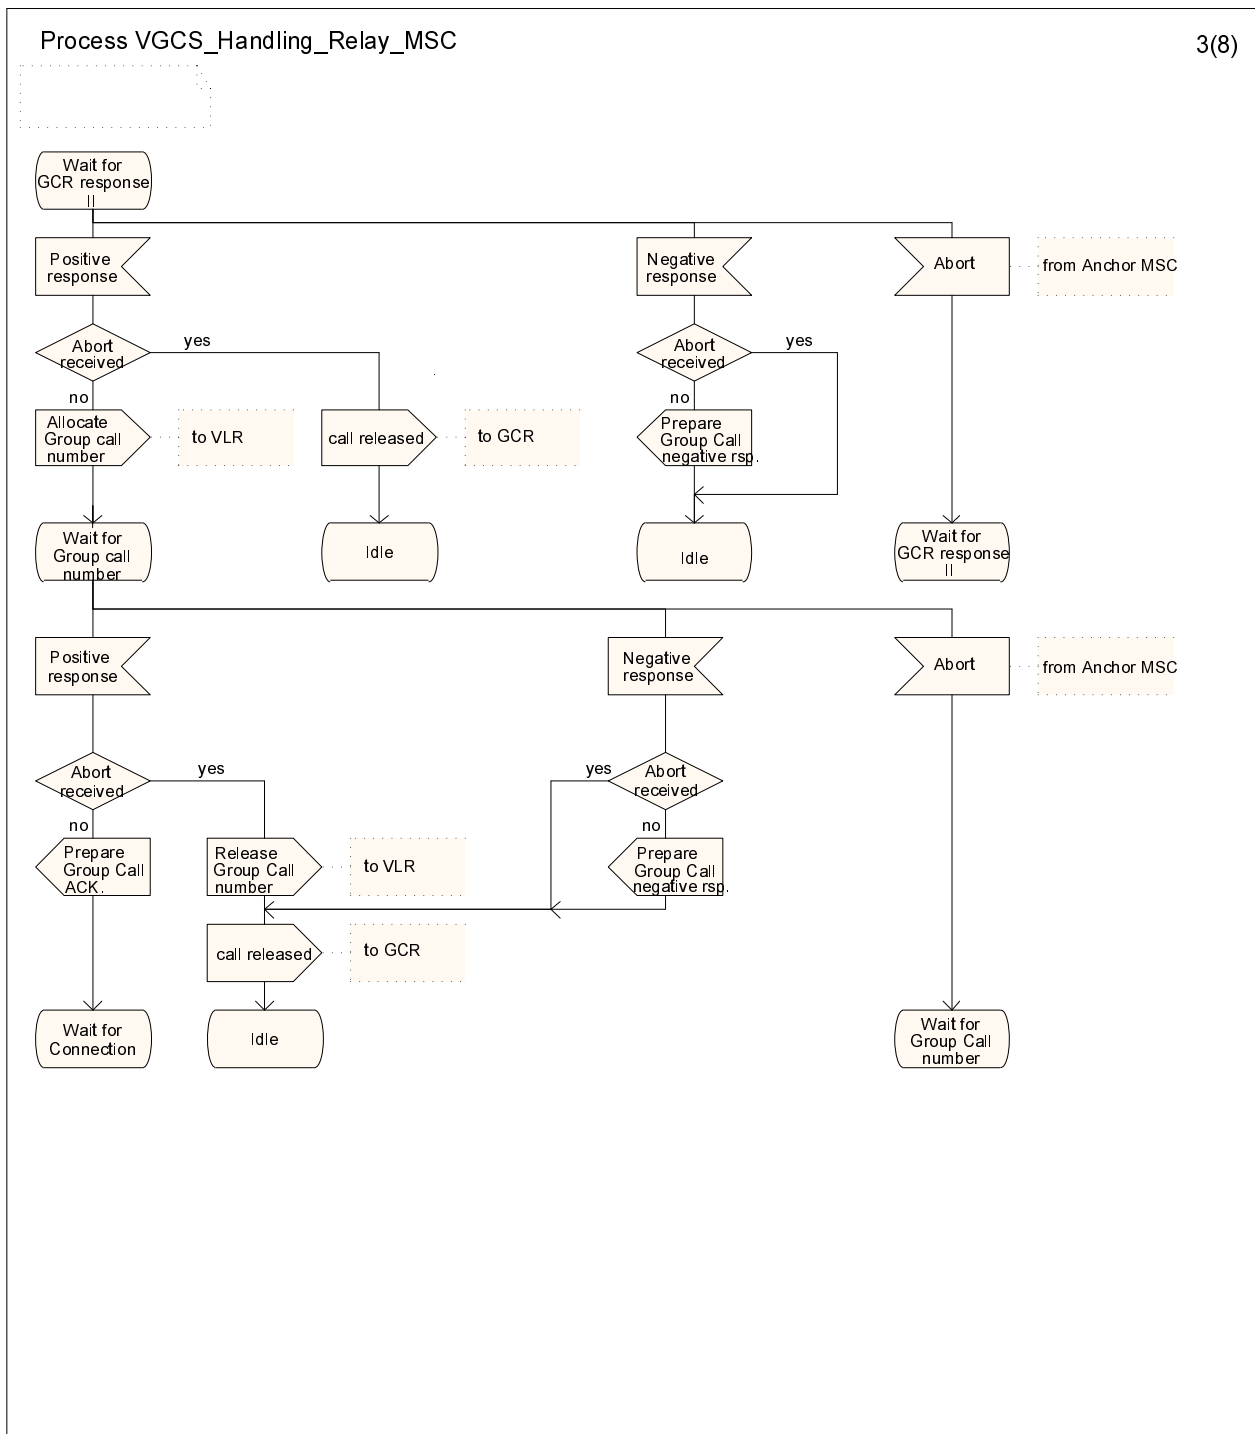 Process VGCS_Handling_Relay_MSC
3(8)
Wait for
GCR response
II
Positive
response
Negative
response
Abort
from Anchor MSC
Abort
received
yes
no
Abort
received
yes
no
Allocate
Group call
number
to VLR
call released
to GCR
Prepare
Group Call
negative rsp.
Wait for
Group call
number
Idle
Idle
Wait for
GCR response
II
Positive
response
Negative
response
Abort
from Anchor MSC
Abort
received
yes
no
yes
Abort
received
no
Prepare
Group Call
ACK.
Release
Group Call
number
to VLR
Prepare
Group Call
negative rsp.
call released
to GCR
Wait for
Connection
Idle
Wait for
Group Call
number